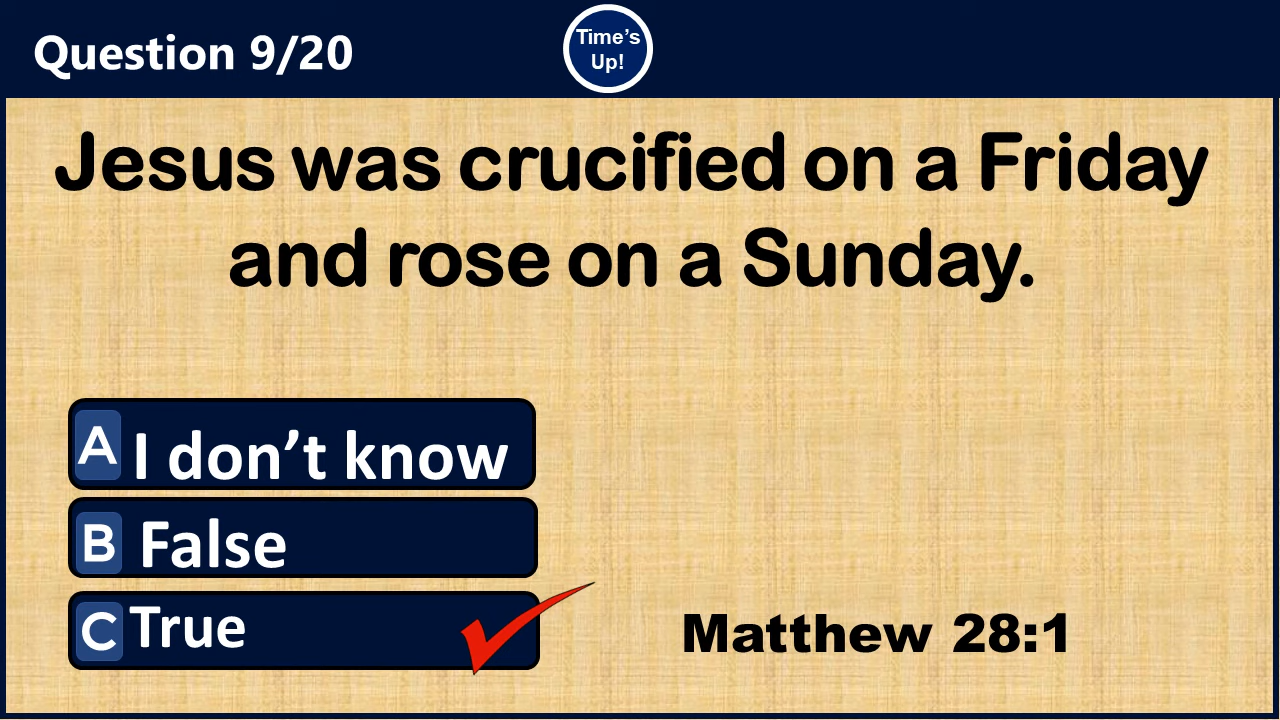 Question 9/20
Time's
Up!
Jesus was crucified on a Friday
and rose on a Sunday.
A I don’t know
B False
C True
Matthew 28:1